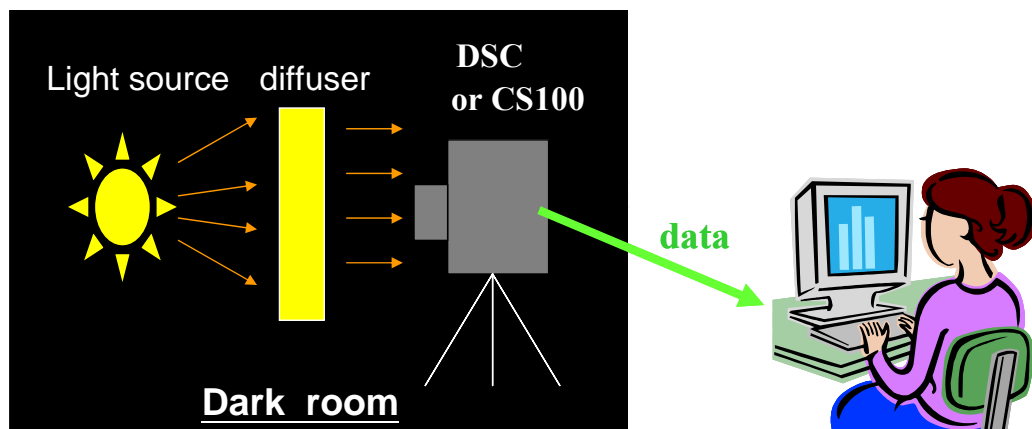 Light source
diffuser
DSC
or CS100
data
Dark room